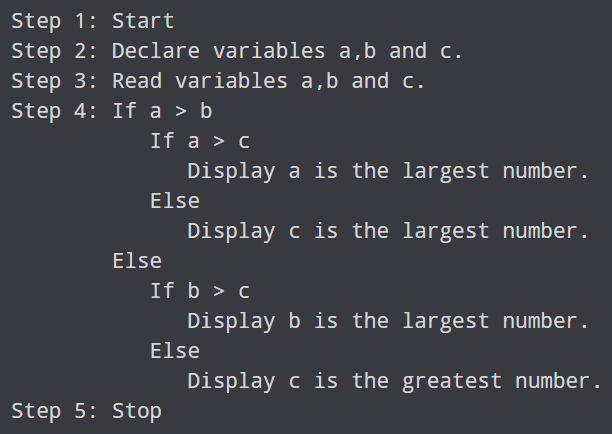 Step 1: Start
Step 2: Declare variables a,b and c.
Step 3: Read variables a,b and c.
Step 4: If a > b
           If a > c
              Display a is the largest number.
           Else
              Display c is the largest number.
        Else
           If b > c
              Display b is the largest number.
           Else
              Display c is the greatest number.
Step 5: Stop